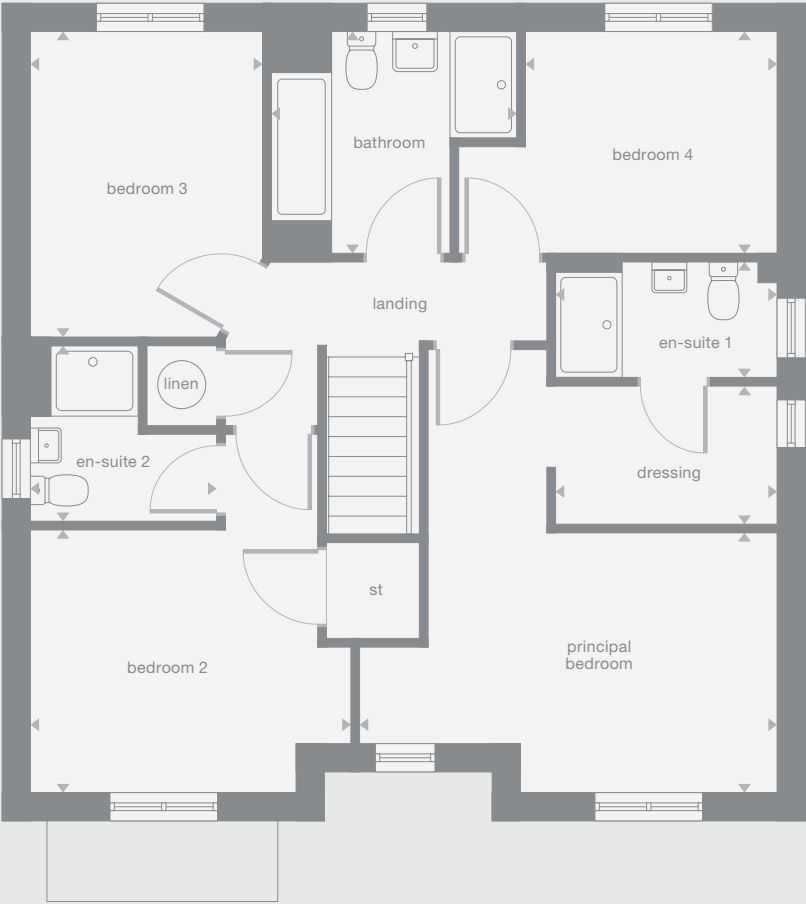 bathroom
bedroom 4
bedroom 3
landing
en-suite 1
linen
en-suite 2
dressing
st
principal
bedroom
bedroom 2